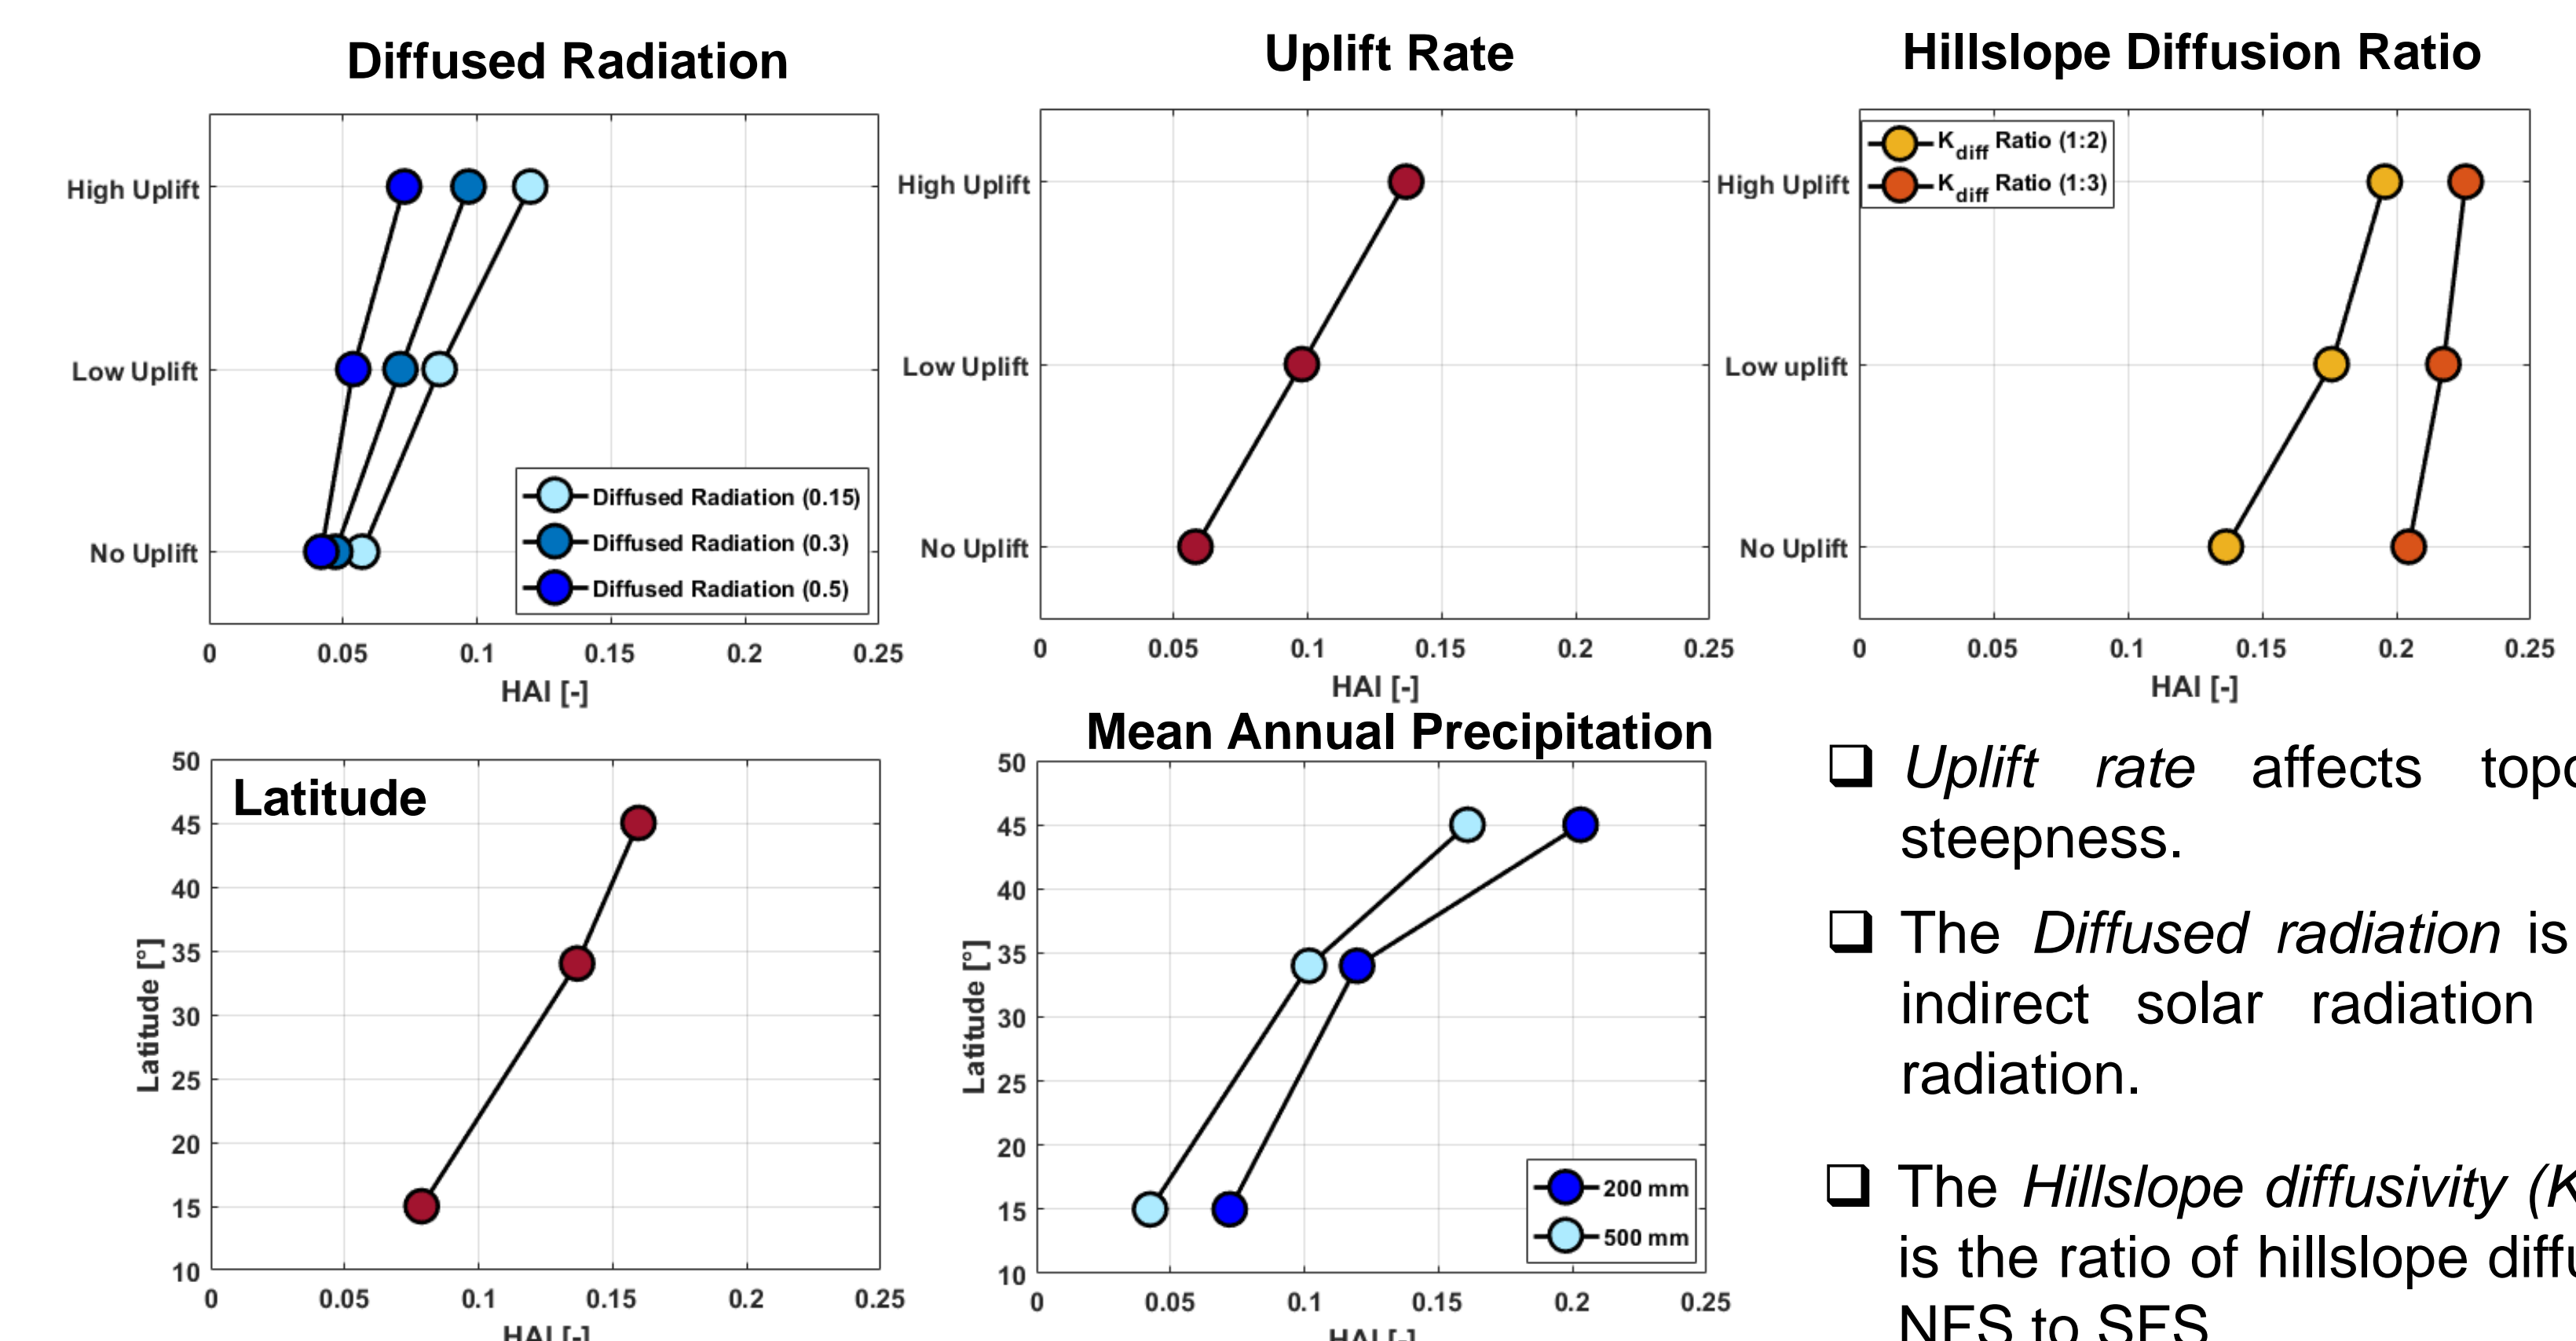 Diffused Radiation
High Uplift
Low Uplift
No Uplift
Diffused Radiation (0.15)
Diffused Radiation (0.3)
Diffused Radiation (0.5)
0 0.05 0.1 0.15 0.2 0.25
HAI [-]
Uplift Rate
High Uplift
Low Uplift
No Uplift
0 0.05 0.1 0.15 0.2 0.25
HAI [-]
Hillslope Diffusion Ratio
Kdiff Ratio (1:2)
Kdiff Ratio (1:3)
High Uplift
Low uplift
No Uplift
0 0.05 0.1 0.15 0.2 0.25
HAI [-]
Latitude
Latitude [°]
50
45
40
35
30
25
20
15
10
0 0.05 0.1 0.15 0.2 0.25
HAI [-]
Mean Annual Precipitation
Latitude [°]
50
45
40
35
30
25
20
15
10
200 mm
500 mm
0 0.05 0.1 0.15 0.2 0.25
HAI [-]
Uplift rate affects
steepness.
The Diffused radiation is
indirect solar radiation
radiation.
The Hillslope diffusivity (K
is the ratio of hillslope
NFS to SFS